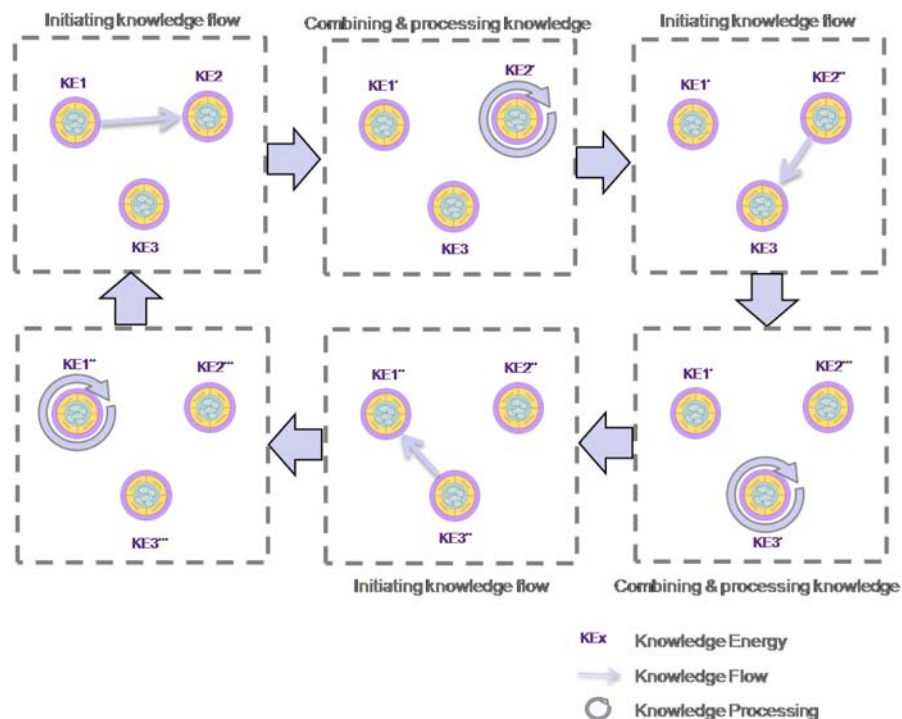 Initiating knowledge flow
Combining & processing knowledge
Initiating knowledge flow
KE1
KE2
KE3
KE1'
KE2'
KE3
KE1'
KE2''
KE3
KE1''
KE2'''
KE3'''
KE1''
KE2''
KE3''
KE1'
KE2'''
KE3'
Initiating knowledge flow
Combining & processing knowledge
KEx Knowledge Energy
Knowledge Flow
Knowledge Processing